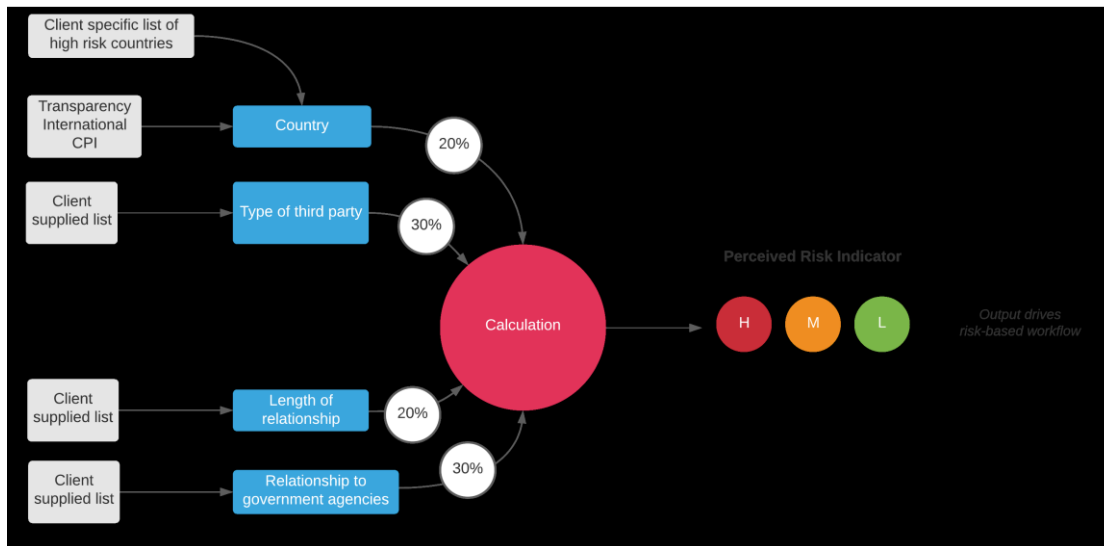 Client specific list of
high risk countries
Transparency
International
CPI
Country
20%
Client
supplied list
Type of third party
30%
Calculation
Perceived Risk Indicator
H
M
L
Output drives
risk-based workflow
Client
supplied list
Length of
relationship
20%
Client
supplied list
Relationship to
government agencies
30%